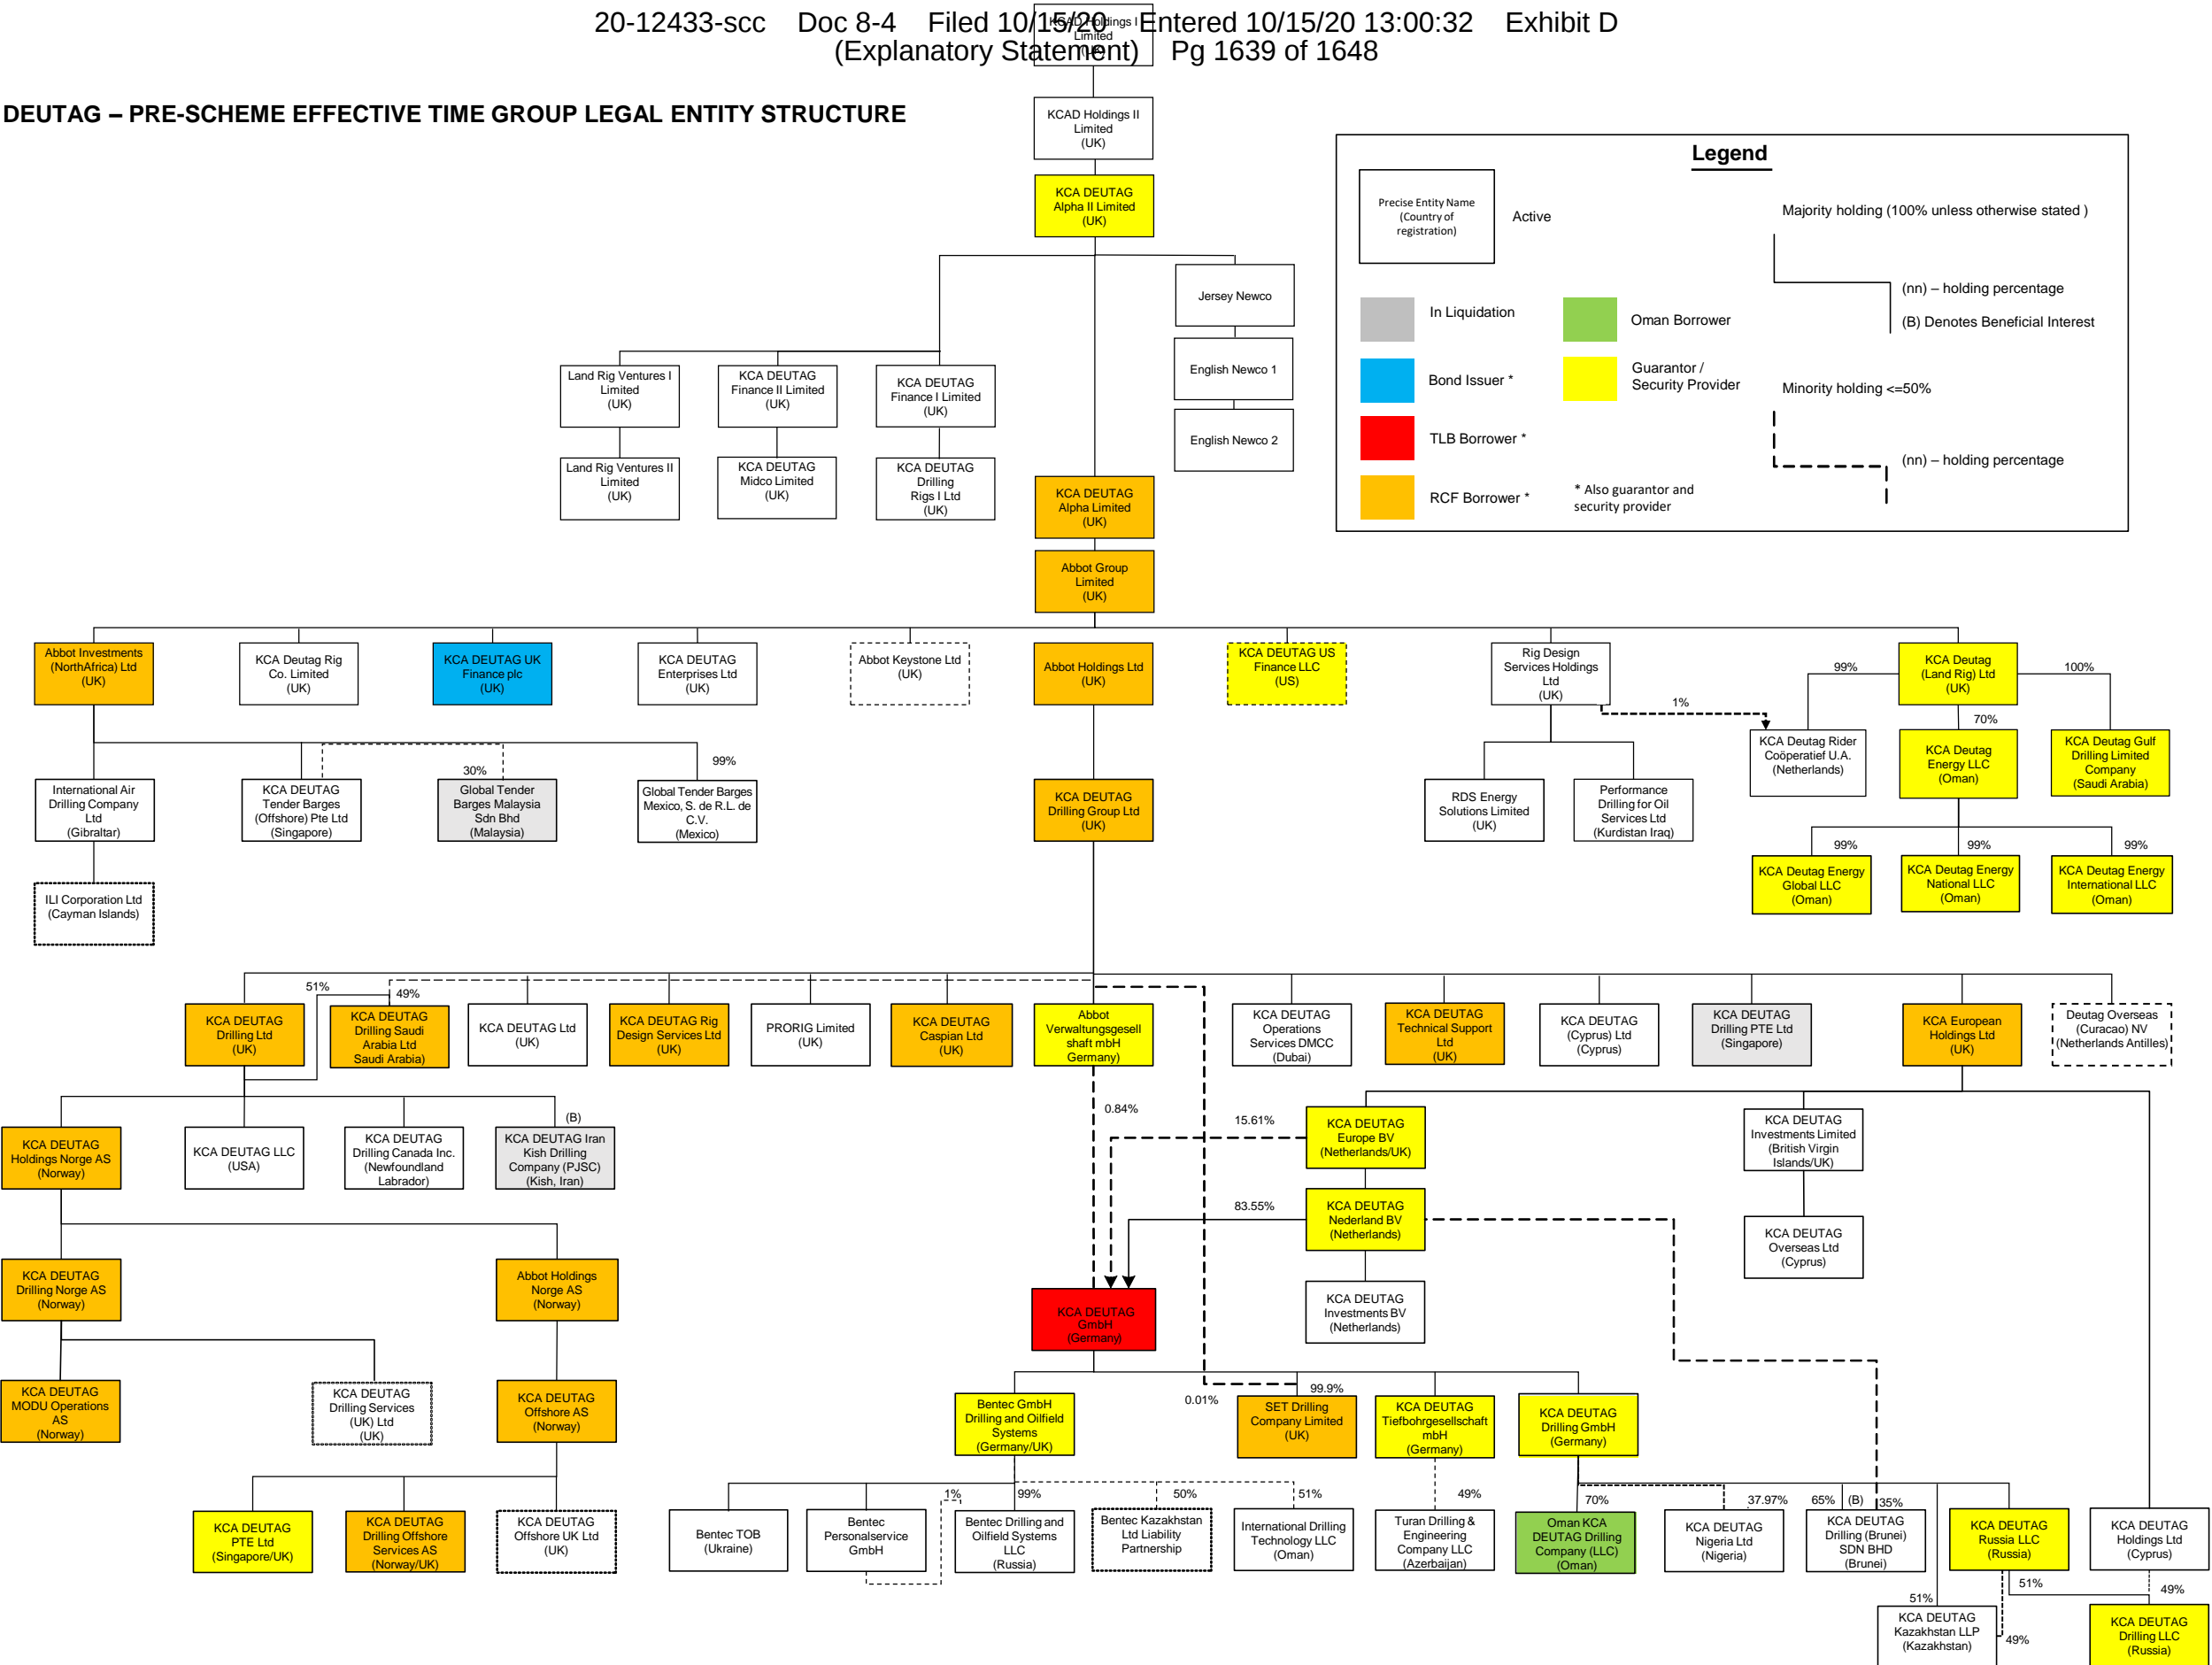 20-12433-scc Doc 8-4 Filed 10/15/20 Entered 10/15/20 13:00:32 Exhibit D
(Explanatory Statement) Pg 1639 of 1648
KCAD Holdings I
Limited
(UK)
DEUTAG – PRE-SCHEME EFFECTIVE TIME GROUP LEGAL ENTITY STRUCTURE
KCAD Holdings II
Limited
(UK)
KCA DEUTAG
Alpha II Limited
(UK)
Legend
Precise Entity Name
(Country of
registration)
Active
Majority holding (100% unless otherwise stated )
(nn) – holding percentage
(B) Denotes Beneficial Interest
In Liquidation
Oman Borrower
Bond Issuer *
Guarantor /
Security Provider
Minority holding <=50%
TLB Borrower *
(nn) – holding percentage
RCF Borrower *
* Also guarantor and
security provider
Jersey Newco
English Newco 1
English Newco 2
Land Rig Ventures I
Limited
(UK)
KCA DEUTAG
Finance II Limited
(UK)
KCA DEUTAG
Finance I Limited
(UK)
Land Rig Ventures II
Limited
(UK)
KCA DEUTAG
Midco Limited
(UK)
KCA DEUTAG
Drilling
Rigs I Ltd
(UK)
KCA DEUTAG
Alpha Limited
(UK)
Abbot Group
Limited
(UK)
Abbot Investments
(NorthAfrica) Ltd
(UK)
KCA Deutag Rig
Co. Limited
(UK)
KCA DEUTAG UK
Finance plc
(UK)
KCA DEUTAG
Enterprises Ltd
(UK)
Abbot Keystone Ltd
(UK)
Abbot Holdings Ltd
(UK)
KCA DEUTAG US
Finance LLC
(US)
Rig Design
Services Holdings
Ltd
(UK)
KCA Deutag
(Land Rig) Ltd
(UK)
99%
100%
1%
70%
99%
30%
International Air
Drilling Company
Ltd
(Gibraltar)
KCA DEUTAG
Tender Barges
(Offshore) Pte Ltd
(Singapore)
Global Tender
Barges Malaysia
Sdn Bhd
(Malaysia)
Global Tender Barges
Mexico, S. de R.L. de
C.V.
(Mexico)
KCA DEUTAG
Drilling Group Ltd
(UK)
RDS Energy
Solutions Limited
(UK)
Performance
Drilling for Oil
Services Ltd
(Kurdistan Iraq)
KCA Deutag Rider
Coöperatief U.A.
(Netherlands)
KCA Deutag
Energy LLC
(Oman)
KCA Deutag Gulf
Drilling Limited
Company
(Saudi Arabia)
99%
99%
99%
KCA Deutag Energy
Global LLC
(Oman)
KCA Deutag Energy
National LLC
(Oman)
KCA Deutag Energy
International LLC
(Oman)
ILI Corporation Ltd
(Cayman Islands)
51%
49%
KCA DEUTAG
Drilling Ltd
(UK)
KCA DEUTAG
Drilling Saudi
Arabia Ltd
Saudi Arabia)
KCA DEUTAG Ltd
(UK)
KCA DEUTAG Rig
Design Services Ltd
(UK)
PRORIG Limited
(UK)
KCA DEUTAG
Caspian Ltd
(UK)
Abbot
Verwaltungsgesell
shaft mbH
Germany)
KCA DEUTAG
Operations
Services DMCC
(Dubai)
KCA DEUTAG
Technical Support
Ltd
(UK)
KCA DEUTAG
(Cyprus) Ltd
(Cyprus)
KCA DEUTAG
Drilling PTE Ltd
(Singapore)
KCA European
Holdings Ltd
(UK)
Deutag Overseas
(Curacao) NV
(Netherlands Antilles)
(B)
0.84%
15.61%
KCA DEUTAG
Holdings Norge AS
(Norway)
KCA DEUTAG LLC
(USA)
KCA DEUTAG
Drilling Canada Inc.
(Newfoundland
Labrador)
KCA DEUTAG Iran
Kish Drilling
Company (PJSC)
(Kish, Iran)
KCA DEUTAG
Europe BV
(Netherlands/UK)
KCA DEUTAG
Investments Limited
(British Virgin
Islands/UK)
83.55%
KCA DEUTAG
Nederland BV
(Netherlands)
KCA DEUTAG
Overseas Ltd
(Cyprus)
KCA DEUTAG
Drilling Norge AS
(Norway)
Abbot Holdings
Norge AS
(Norway)
KCA DEUTAG
GmbH
(Germany)
KCA DEUTAG
Investments BV
(Netherlands)
KCA DEUTAG
MODU Operations
AS
(Norway)
KCA DEUTAG
Drilling Services
(UK) Ltd
(UK)
KCA DEUTAG
Offshore AS
(Norway)
0.01%
99.9%
Bentec GmbH
Drilling and Oilfield
Systems
(Germany/UK)
SET Drilling
Company Limited
(UK)
KCA DEUTAG
Tiefbohrgesellschaft
mbH
(Germany)
KCA DEUTAG
Drilling GmbH
(Germany)
1%
99%
50%
51%
49%
70%
37.97%
65%
(B)
35%
KCA DEUTAG
PTE Ltd
(Singapore/UK)
KCA DEUTAG
Drilling Offshore
Services AS
(Norway/UK)
KCA DEUTAG
Offshore UK Ltd
(UK)
Bentec TOB
(Ukraine)
Bentec
Personalservice
GmbH
Bentec Drilling and
Oilfield Systems
LLC
(Russia)
Bentec Kazakhstan
Ltd Liability
Partnership
International Drilling
Technology LLC
(Oman)
Turan Drilling &
Engineering
Company LLC
(Azerbaijan)
Oman KCA
DEUTAG Drilling
Company (LLC)
(Oman)
KCA DEUTAG
Nigeria Ltd
(Nigeria)
KCA DEUTAG
Drilling (Brunei)
SDN BHD
(Brunei)
KCA DEUTAG
Russia LLC
(Russia)
KCA DEUTAG
Holdings Ltd
(Cyprus)
51%
51%
49%
49%
KCA DEUTAG
Kazakhstan LLP
(Kazakhstan)
KCA DEUTAG
Drilling LLC
(Russia)